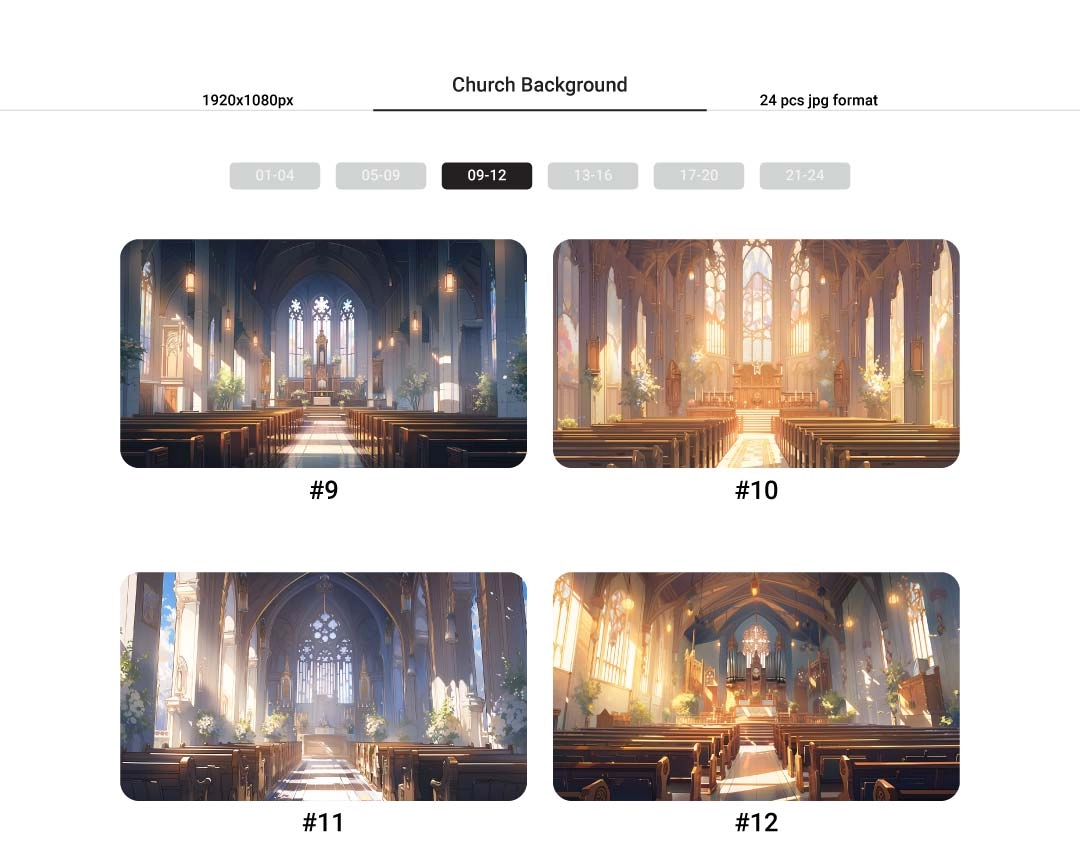 Church Background
1920x1080px
24 pcs jpg format
01-04 05-09 09-12 13-16 17-20 21-24
#9 #10
#11 #12